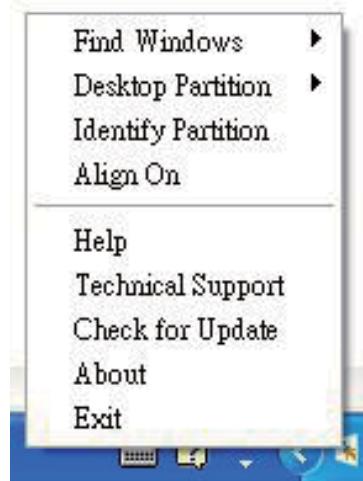 Find Windows
Desktop Partition
Identify Partition
Align On
Help
Technical Support
Check for Update
About
Exit